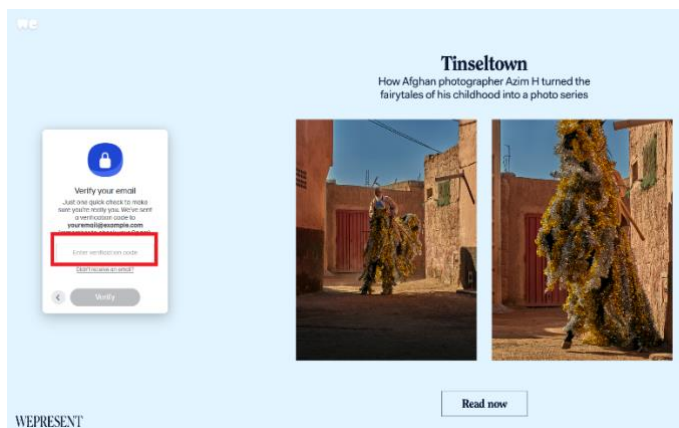 we
Tinseltown
How Afghan photographer Azim H turned the
fairytales of his childhood into a photo series
Verify your email
Just one quick check to make
sure you're really you. We've sent
a verification code to
youremail@example.com
Enter verification code
Didn't receive an email?
Verify
Read now
WEPRESENT